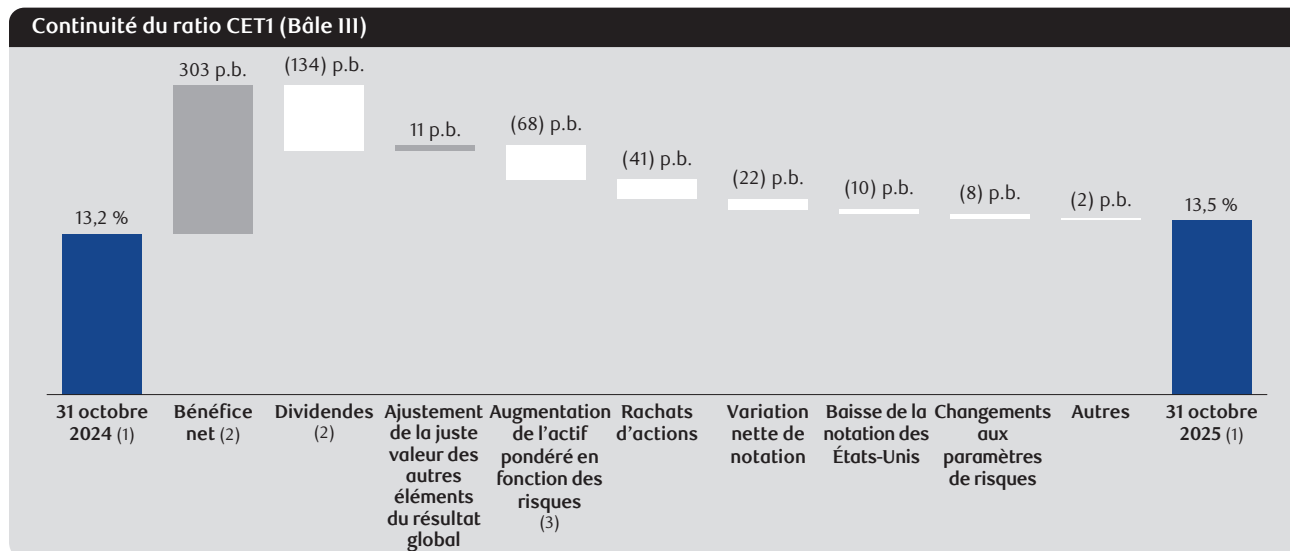 Continuité du ratio CET1 (Bâle III)
303 p.b.
(134) p.b.
11 p.b.
(68) p.b.
(41) p.b.
(22) p.b.
(10) p.b.
(8) p.b.
(2) p.b.
13,2 %
13,5 %
31 octobre
2024 (1)
Bénéfice
net (2)
Dividendes
(2)
Ajustement
de la juste
valeur des
autres
éléments
du résultat
global
Augmentation
de l'actif
pondéré en
fonction des
risques
(3)
Rachats
d'actions
Variation
nette de
notation
Baisse de la
notation des
États-Unis
Changements
aux
paramètres
de risques
Autres
31 octobre
2025 (1)